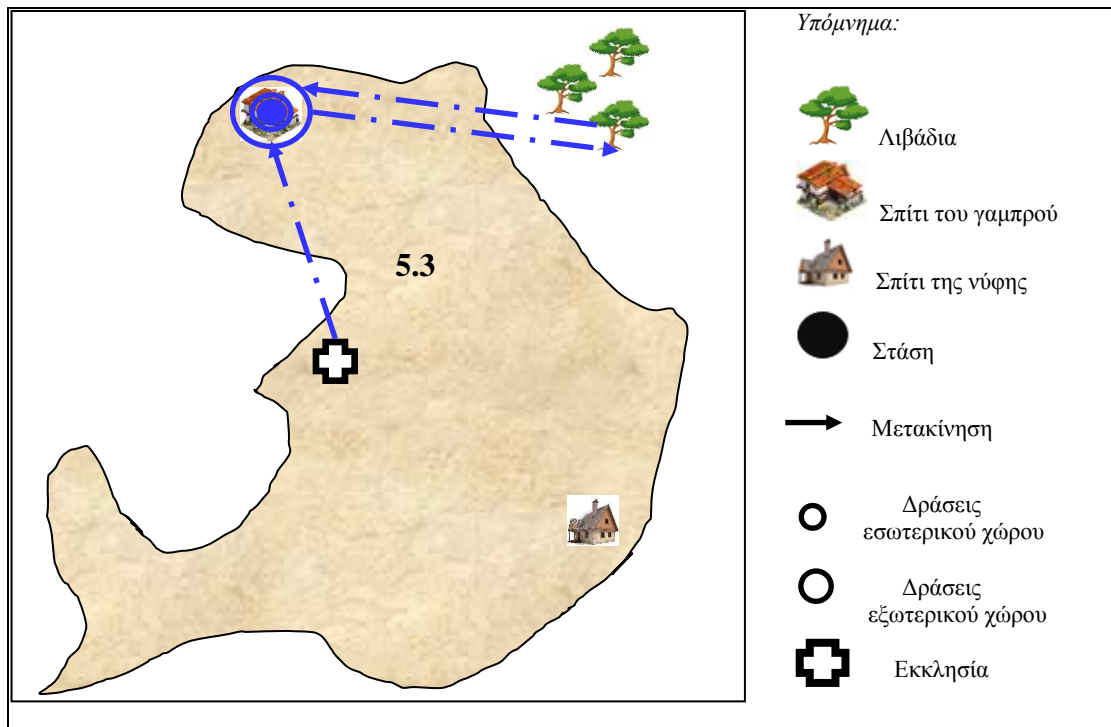 5.3
Υπόμνημα:
Λιβάδια
Σπίτι του γαμπρού
Σπίτι της νύφης
Στάση
Μετακίνηση
Δράσεις
εσωτερικού χώρου
Δράσεις
εξωτερικού χώρου
Εκκλησία